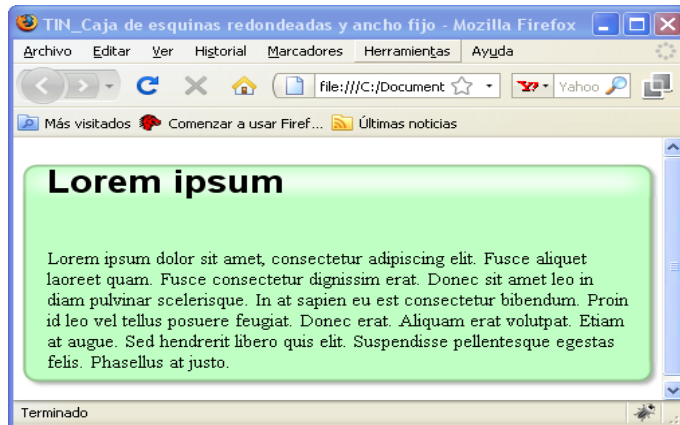 TIN_Caja de esquinas redondeadas y ancho fijo - Mozilla Firefox
Archivo Editar Ver Historial Marcadores Herramientas Ayuda
file:///C:/Document Yahoo
Más visitados Comenzar a usar Firef... Últimas noticias
Lorem ipsum
Lorem ipsum dolor sit amet, consectetur adipiscing elit. Fusce aliquet
laoreet quam. Fusce consectetur dignissim erat. Donec sit amet leo in
diam pulvinar scelerisque. In at sapien eu est consectetur bibendum. Proin
id leo vel tellus posuere feugiat. Donec erat. Aliquam erat volutpat. Etiam
at augue. Sed hendrerit libero quis elit. Suspendisse pellentesque egestas
felis. Phasellus at justo.
Terminado